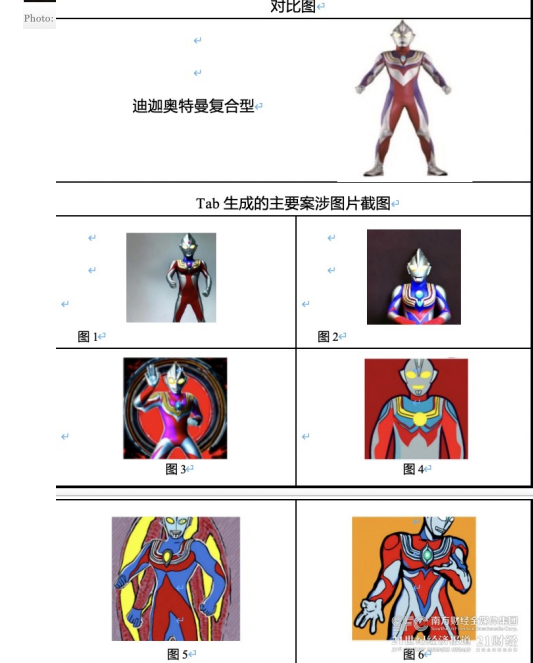 对比图
Photo:
迪迦奥特曼复合型
Tab 生成的主要案涉图片截图
图 1
图 2
图 3
图 4
图 5
图 6
南方财经全媒体集团
21世纪经济报道 21财经